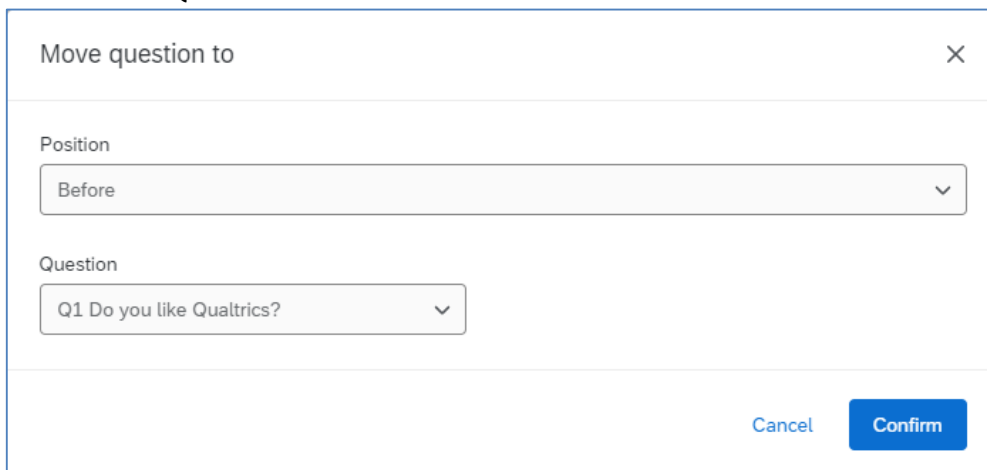 Move question to
Position
Before
Question
Q1 Do you like Qualtrics?
Cancel Confirm